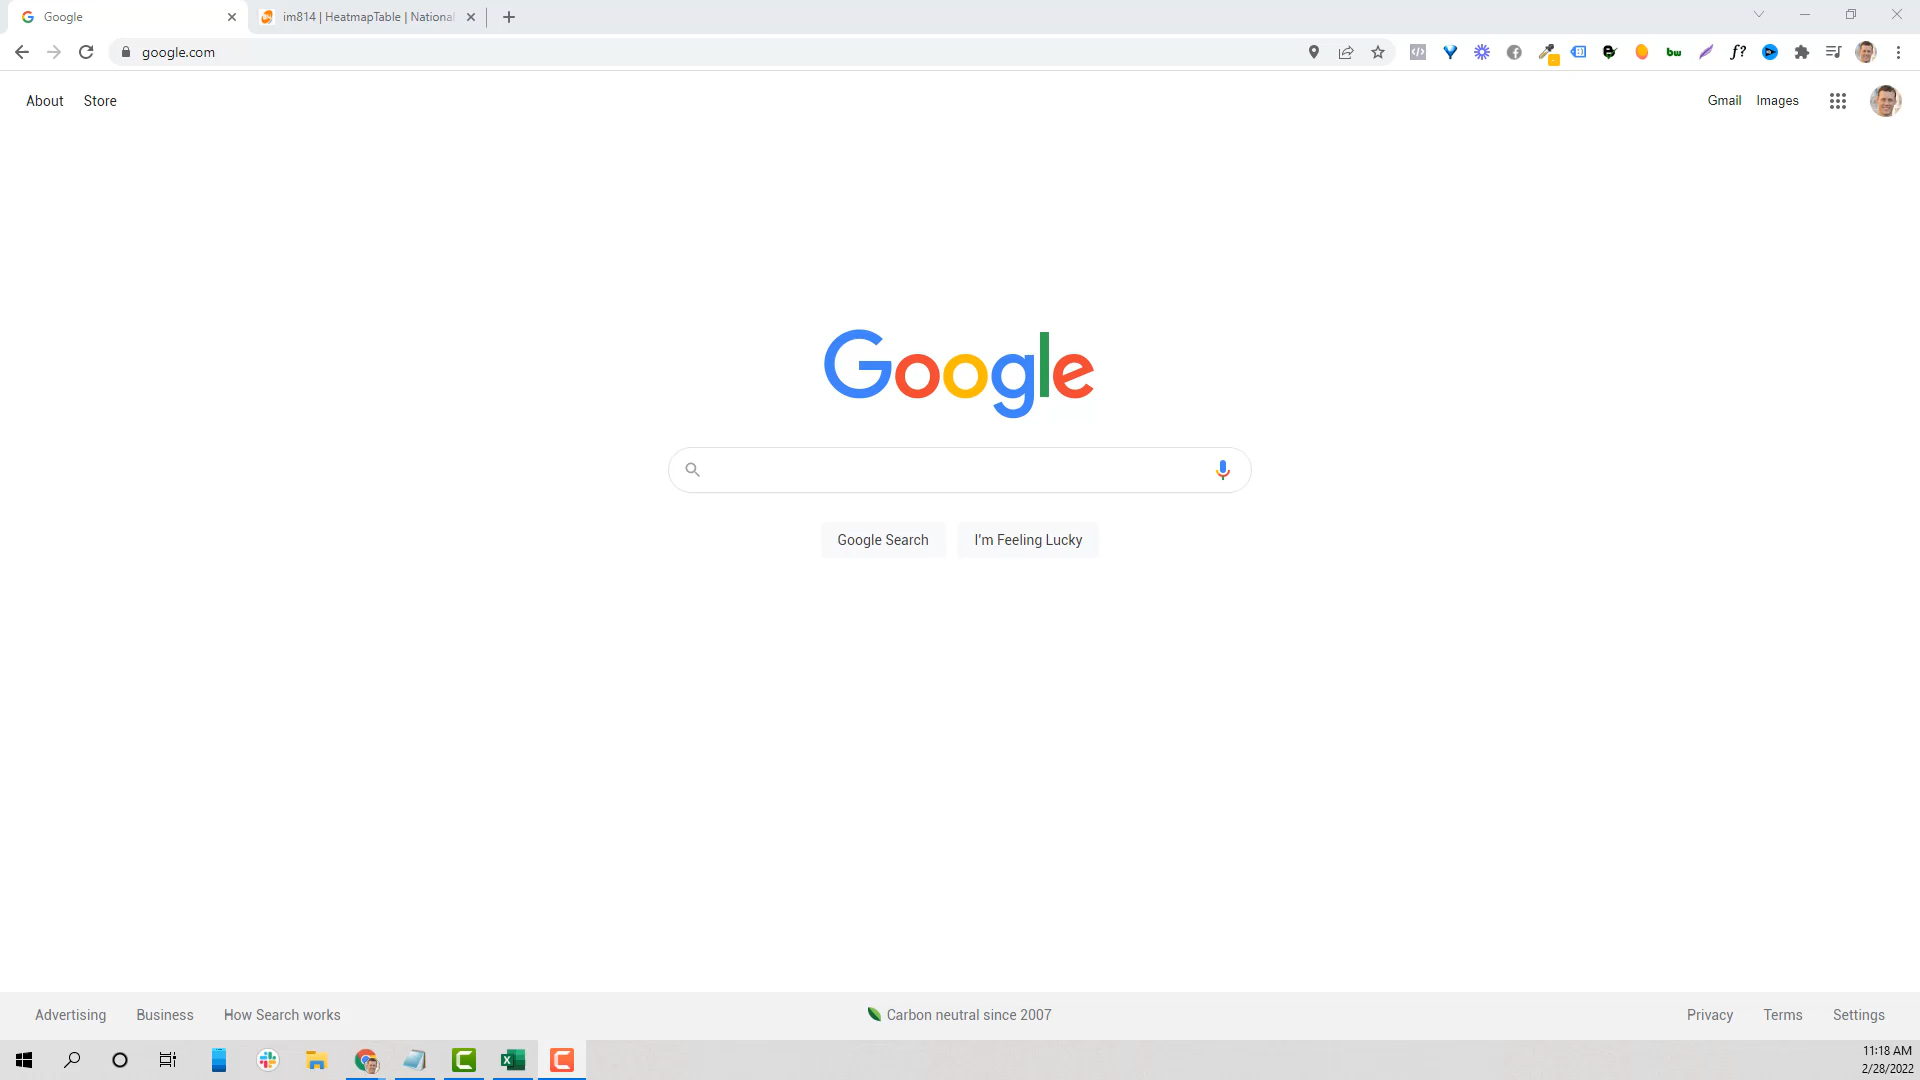 Google
im814 | HeatmapTable | National
google.com
bw
f?
About
Store
Gmail
Images
Google
Google Search
I'm Feeling Lucky
Advertising
Business
How Search works
Carbon neutral since 2007
Privacy
Terms
Settings
11:18 AM
2/28/2022